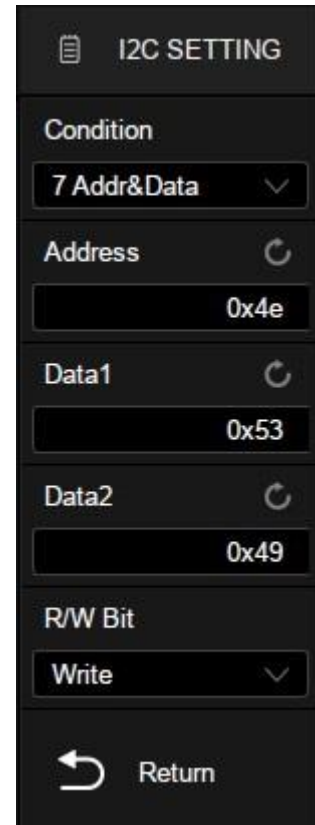 I2C SETTING
Condition
7 Addr&Data
Address
0x4e
Data1
0x53
Data2
0x49
R/W Bit
Write
Return